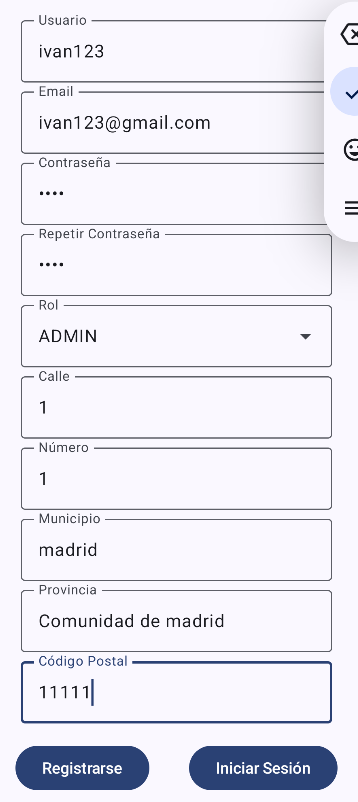 Usuario
ivan123
Email
ivan123@gmail.com
Contraseña
••••
Repetir Contraseña
••••
Rol
ADMIN
Calle
1
Número
1
Municipio
madrid
Provincia
Comunidad de madrid
Código Postal
11111
Registrarse Iniciar Sesión